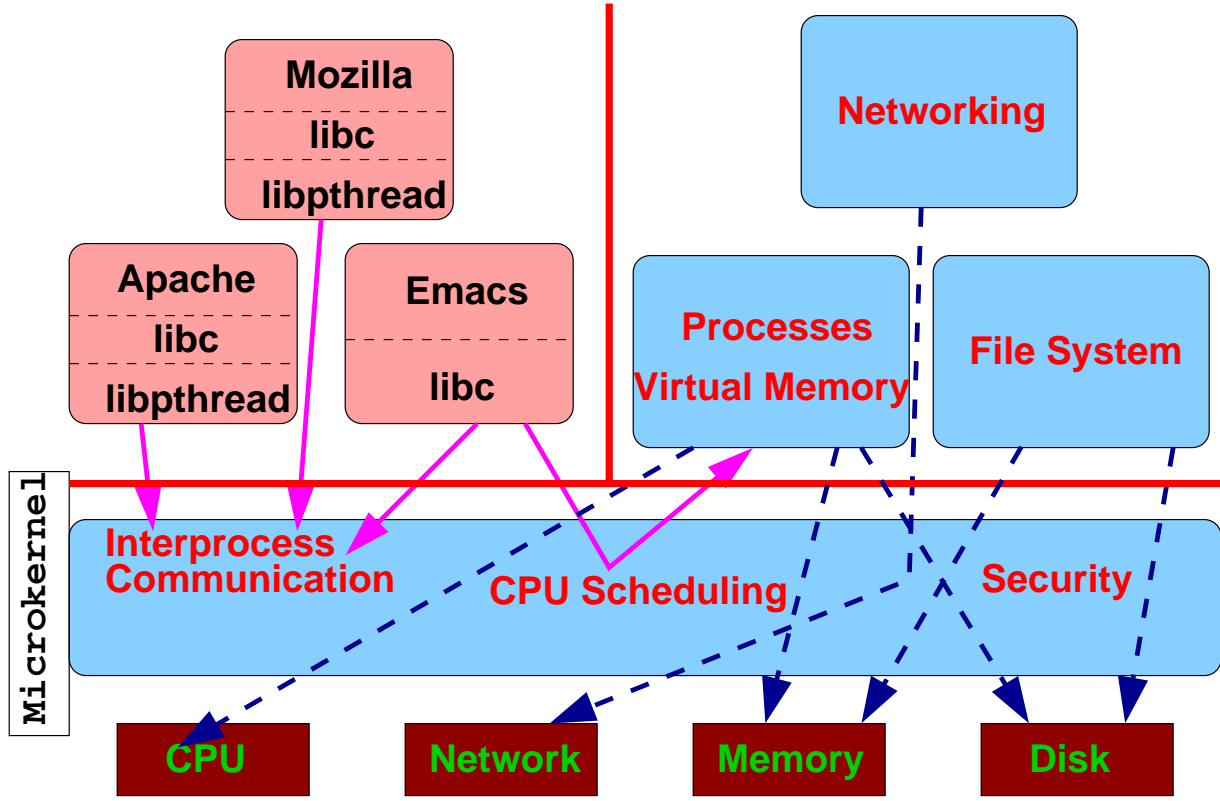 Mozilla
libc
libpthread
Networking
Apache
libc
libpthread
Emacs
libc
Processes
Virtual Memory
File System
Microkernel
Interprocess
Communication
CPU Scheduling
Security
CPU
Network
Memory
Disk